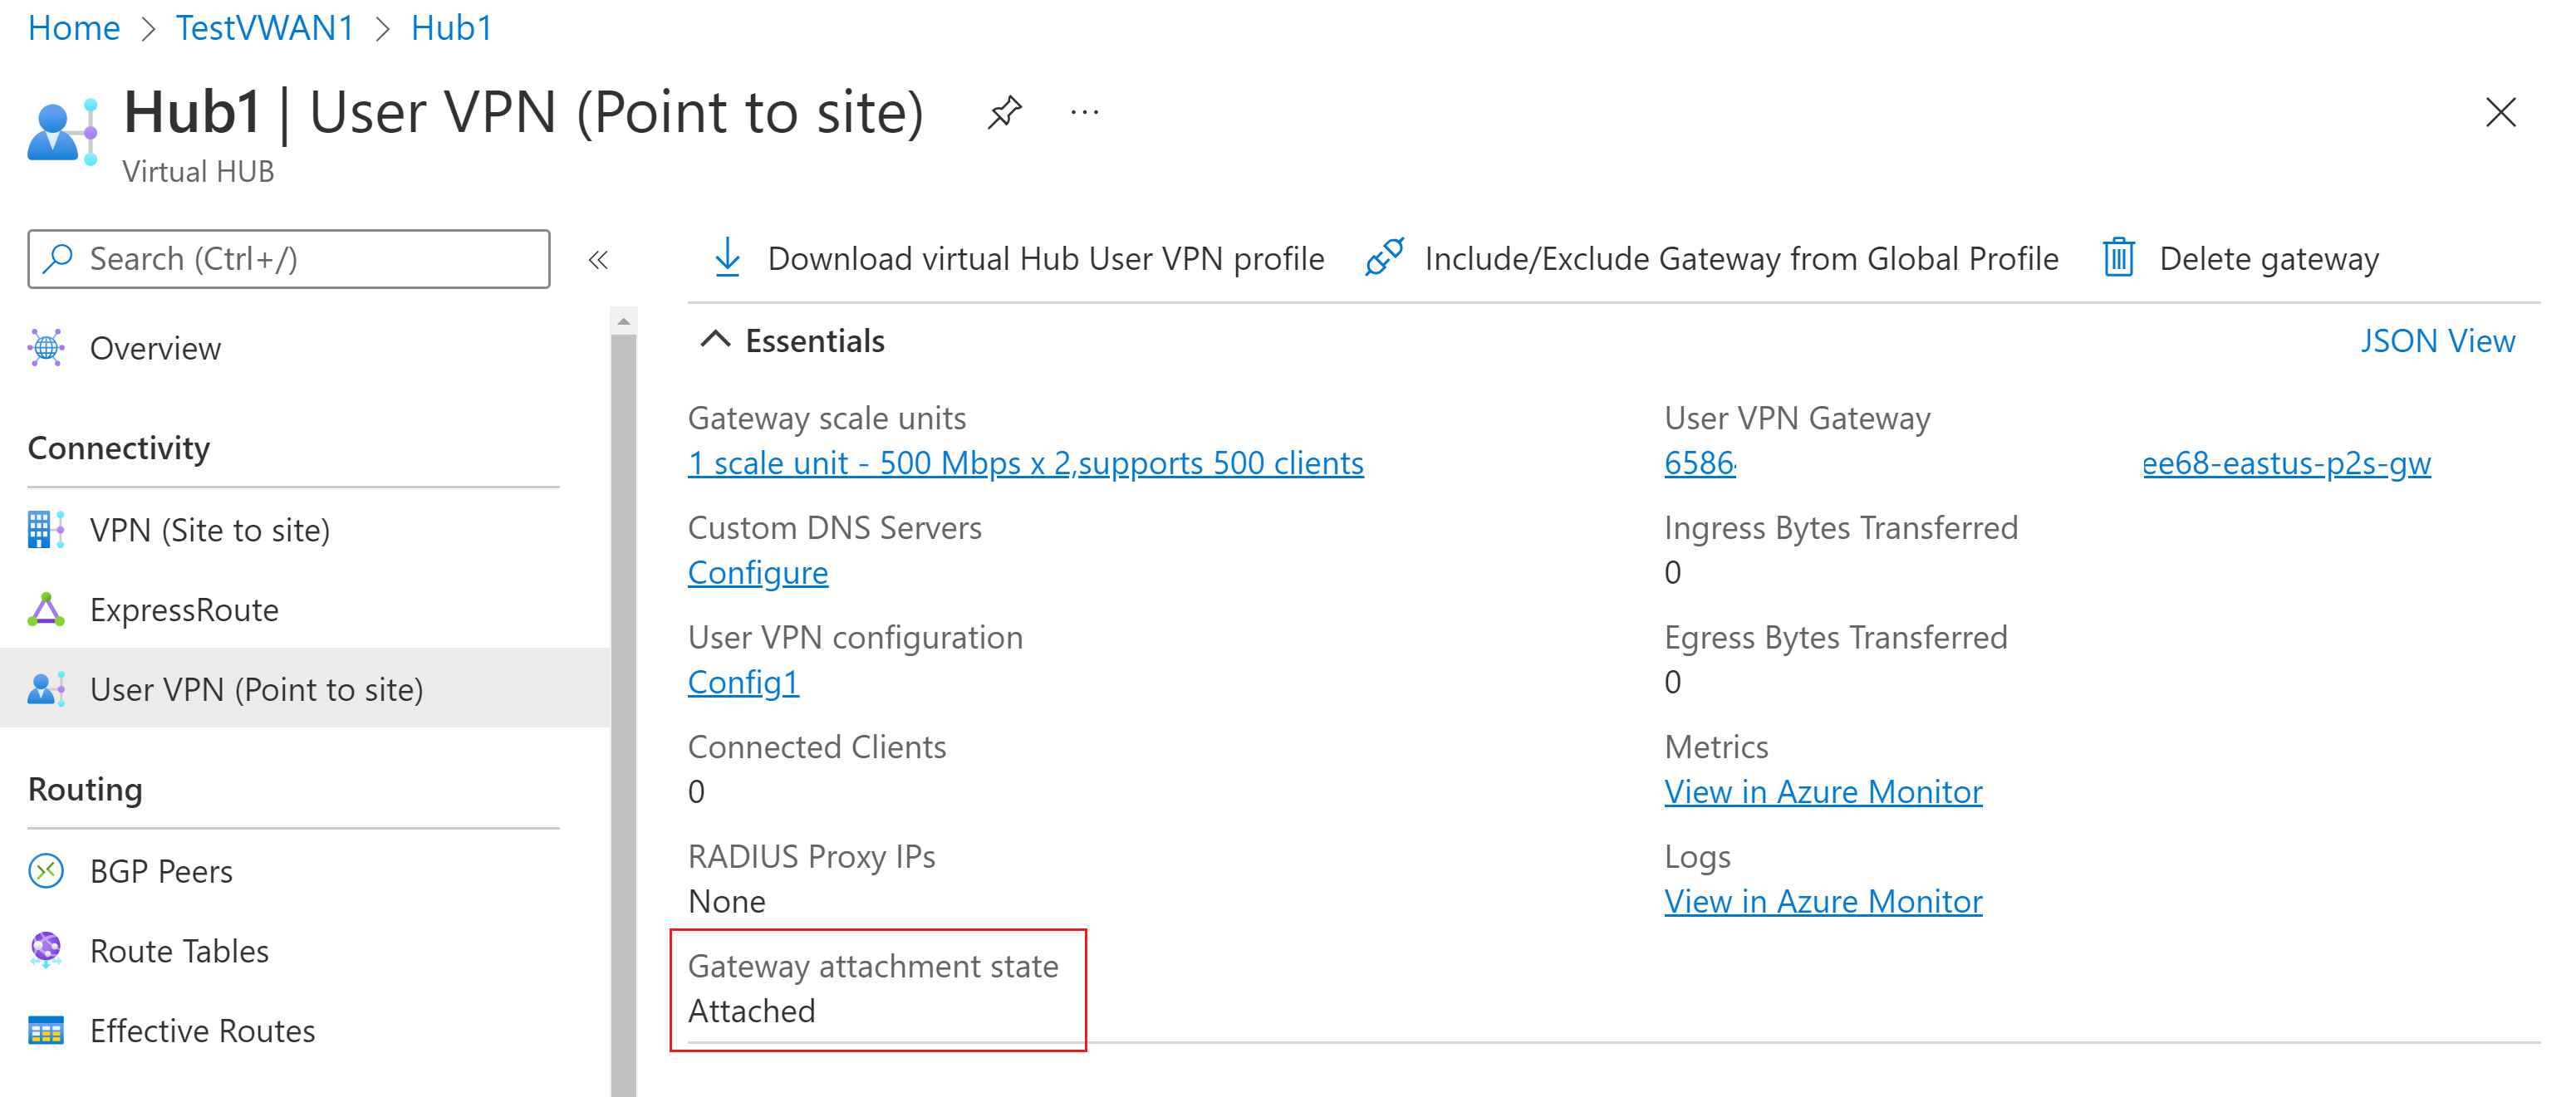 Home > TestVWAN1 > Hub1
Hub1 | User VPN (Point to site)
...
Virtual HUB
Search (Ctrl+/)
«
Overview
Connectivity
VPN (Site to site)
ExpressRoute
User VPN (Point to site)
Routing
BGP Peers
Route Tables
Effective Routes
Download virtual Hub User VPN profile
Include/Exclude Gateway from Global Profile
Delete gateway
Essentials
JSON View
Gateway scale units
1 scale unit - 500 Mbps x 2,supports 500 clients
Custom DNS Servers
Configure
User VPN configuration
Config1
Connected Clients
0
RADIUS Proxy IPs
None
Gateway attachment state
Attached
User VPN Gateway
6586 ee68-eastus-p2s-gw
Ingress Bytes Transferred
0
Egress Bytes Transferred
0
Metrics
View in Azure Monitor
Logs
View in Azure Monitor